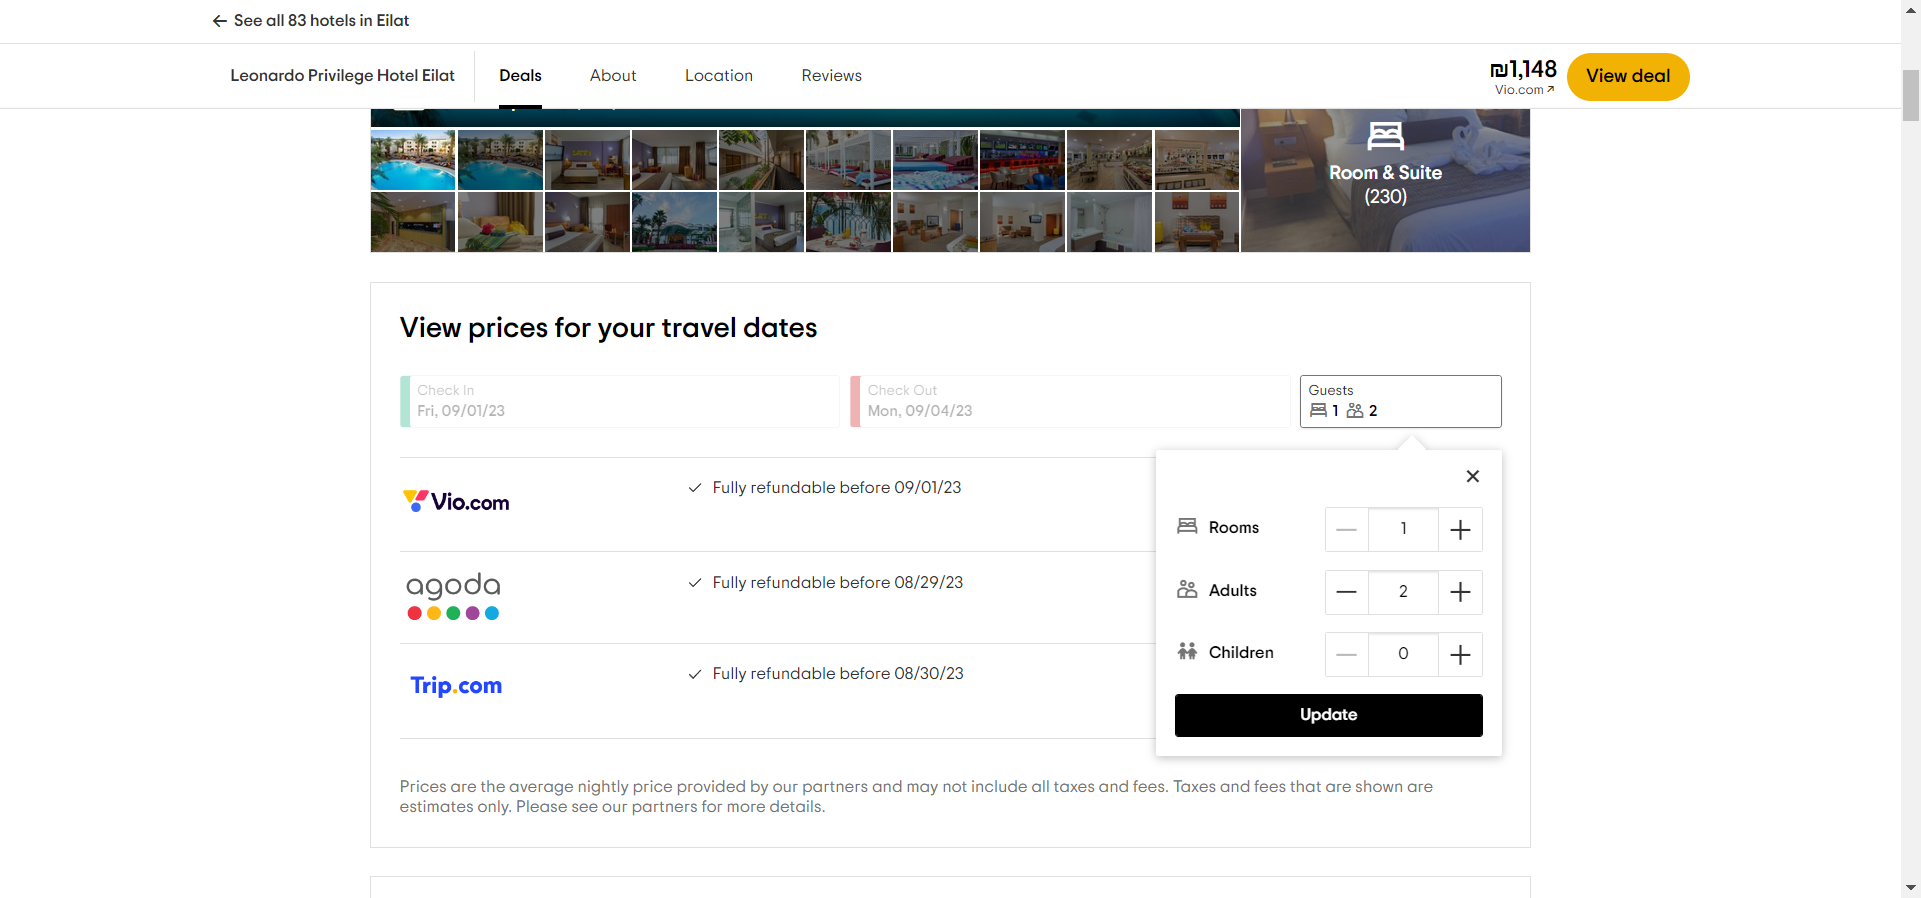 See all 83 hotels in Eilat
Leonardo Privilege Hotel Eilat
Deals
About
Location
Reviews
₪1,148
Vio.com
View deal
Room & Suite
(230)
View prices for your travel dates
Check In
Fri, 09/01/23
Check Out
Mon, 09/04/23
Guests
1 2
Vio.com
Fully refundable before 09/01/23
agoda
Fully refundable before 08/29/23
Trip.com
Fully refundable before 08/30/23
Rooms
1
Adults
2
Children
0
Update
Prices are the average nightly price provided by our partners and may not include all taxes and fees. Taxes and fees that are shown are
estimates only. Please see our partners for more details.